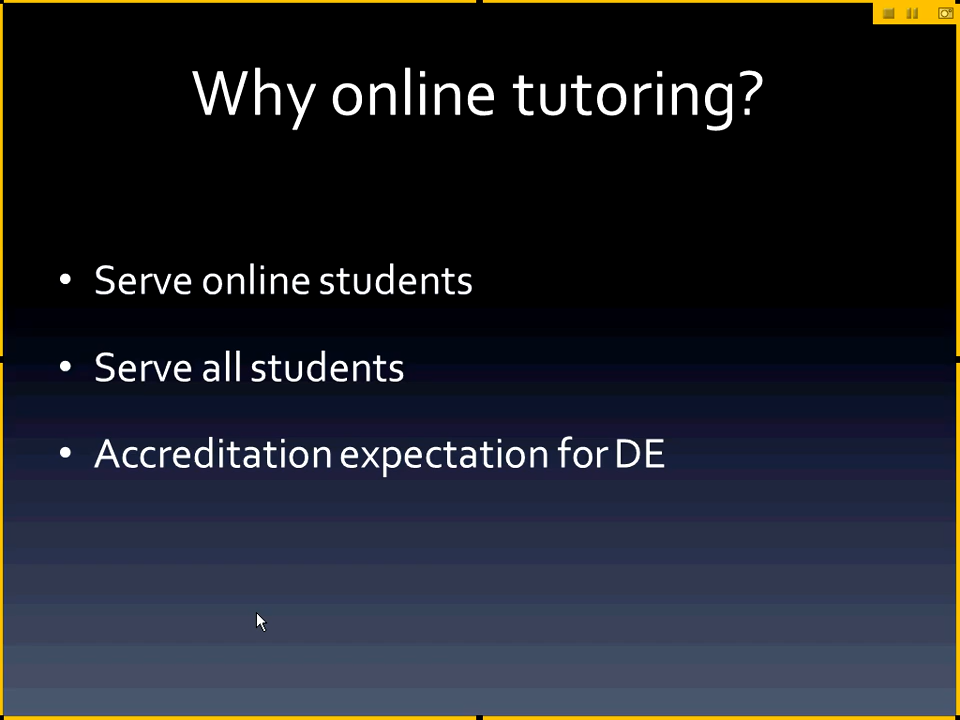 Why online tutoring?
• Serve online students
• Serve all students
• Accreditation expectation for DE